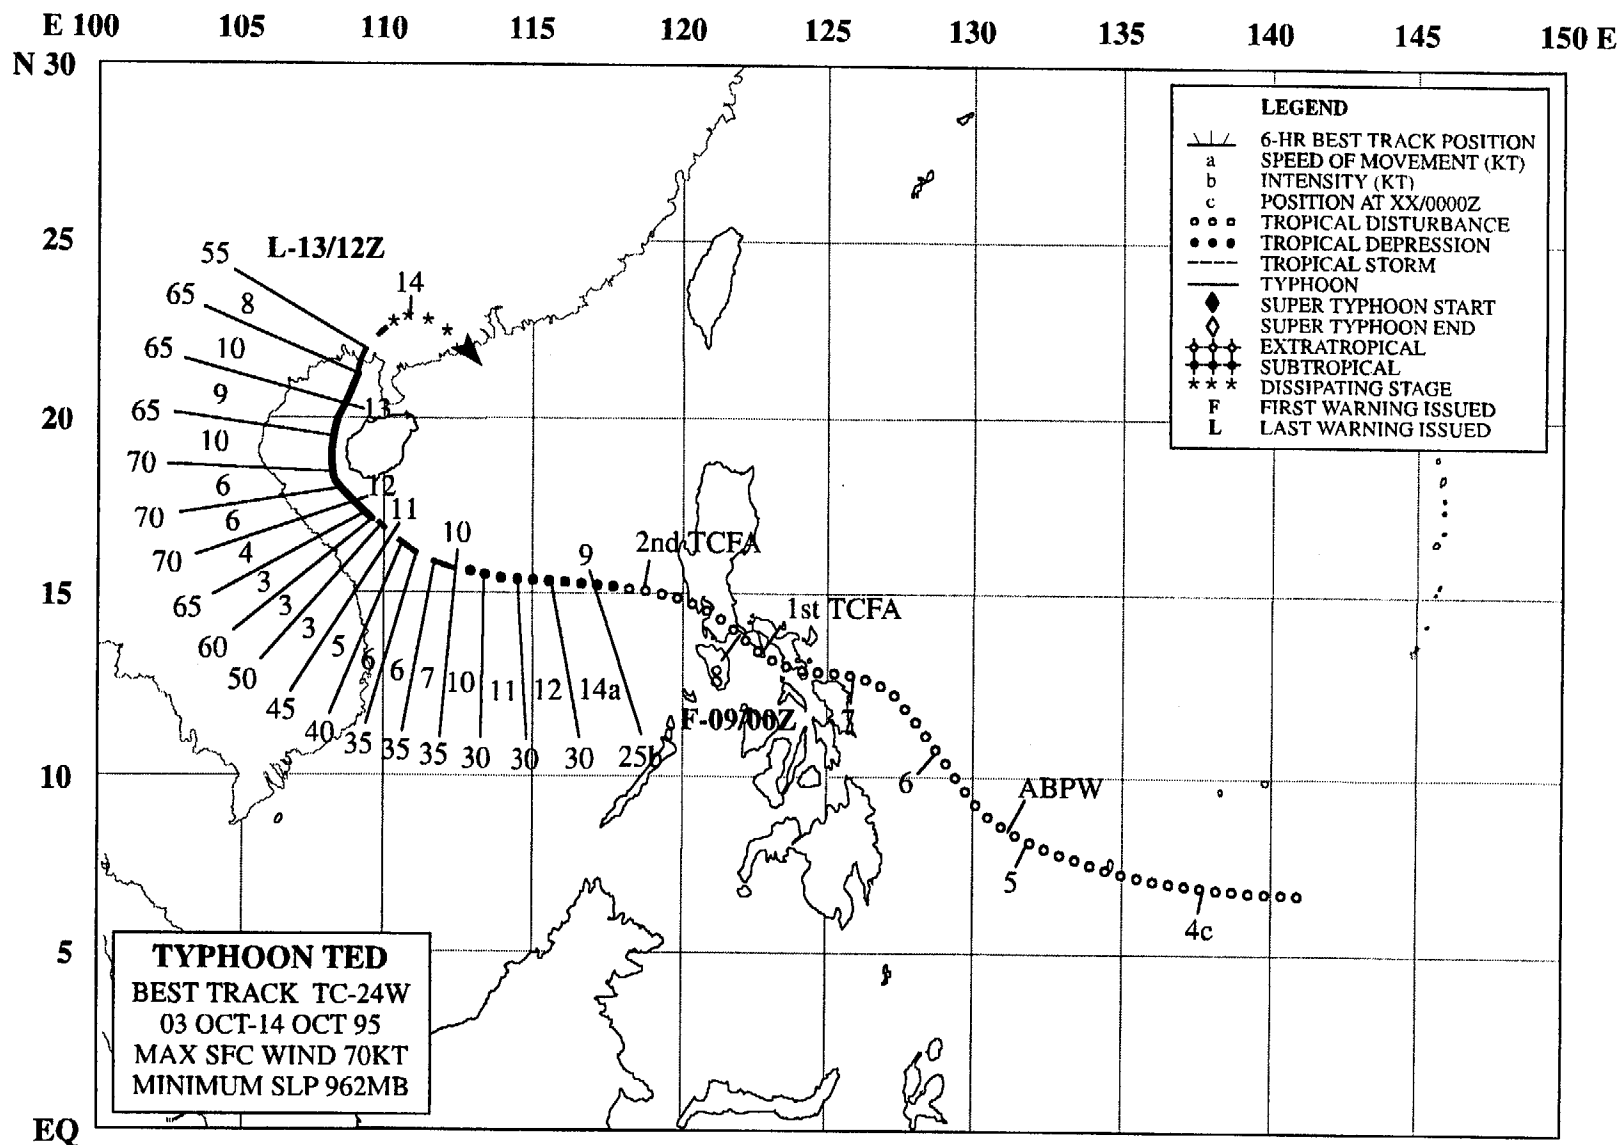 E 100 105 110 115 120 125 130 135 140 145 150 E
N 30
LEGEND
6-HR BEST TRACK POSITION
a SPEED OF MOVEMENT (KT)
b INTENSITY (KT)
c POSITION AT XX/0000Z
TROPICAL DISTURBANCE
TROPICAL DEPRESSION
TROPICAL STORM
TYPHOON
SUPER TYPHOON START
SUPER TYPHOON END
EXTRATROPICAL
SUBTROPICAL
* * * DISSIPATING STAGE
F FIRST WARNING ISSUED
L LAST WARNING ISSUED
25
L-13/12Z
55
14
65
8
65
10
9
20
13
65
10
70
6
12
70
6
11
10
2nd TCFA
9
70
4
15
3
1st TCFA
65
3
60
3
5
6
6
7
10
11
12
14a
8
50
45
F-09/00Z
7
40
35
35
35
30
30
30
25b
10
6
ABPW
5
4c
5
TYPHOON TED
BEST TRACK TC-24W
03 OCT-14 OCT 95
MAX SFC WIND 70KT
MINIMUM SLP 962MB
EQ